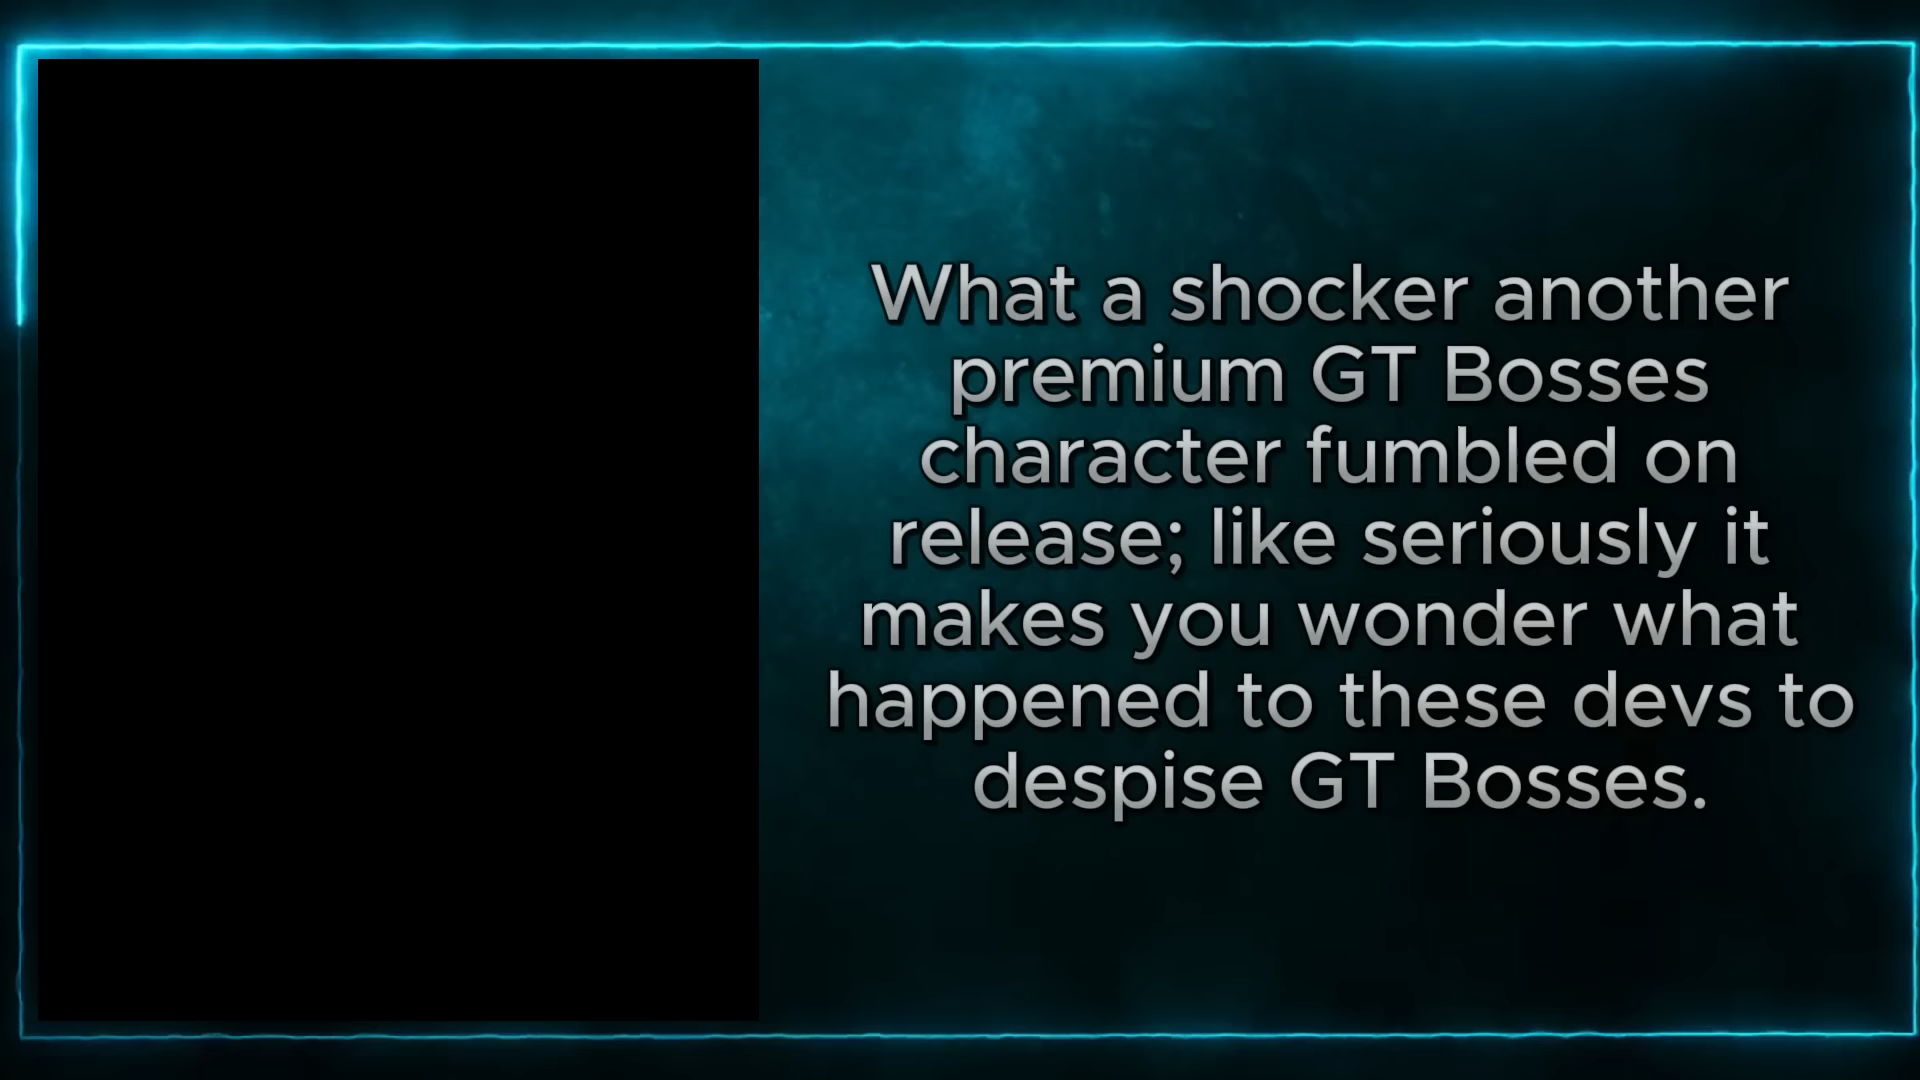 What a shocker another
premium GT Bosses
character fumbled on
release; like seriously it
makes you wonder what
happened to these devs to
despise GT Bosses.